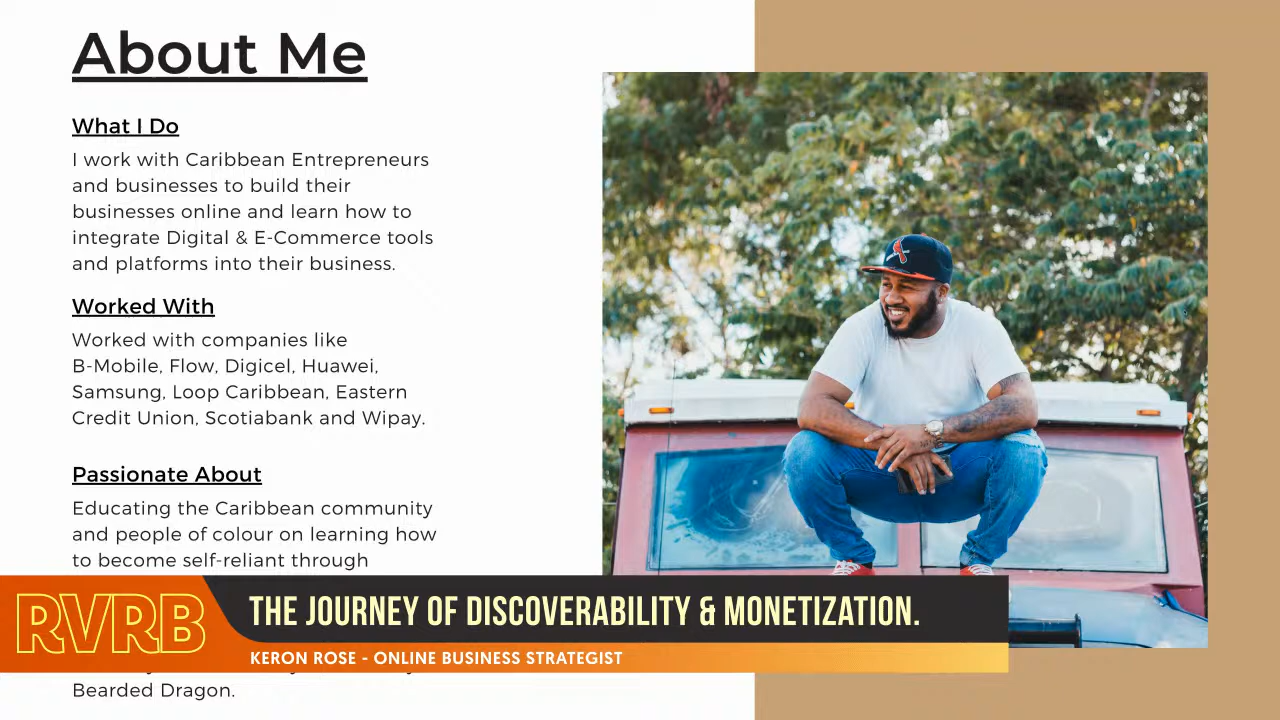 About Me
What I Do
I work with Caribbean Entrepreneurs
and businesses to build their
businesses online and learn how to
integrate Digital & E-Commerce tools
and platforms into their business.
Worked With
Worked with companies like
B-Mobile, Flow, Digicel, Huawei,
Samsung, Loop Caribbean, Eastern
Credit Union, Scotiabank and Wipay.
Passionate About
Educating the Caribbean community
and people of colour on learning how
to become self-reliant through
RVRB
THE JOURNEY OF DISCOVERABILITY & MONETIZATION.
KERON ROSE - ONLINE BUSINESS STRATEGIST
Bearded Dragon.